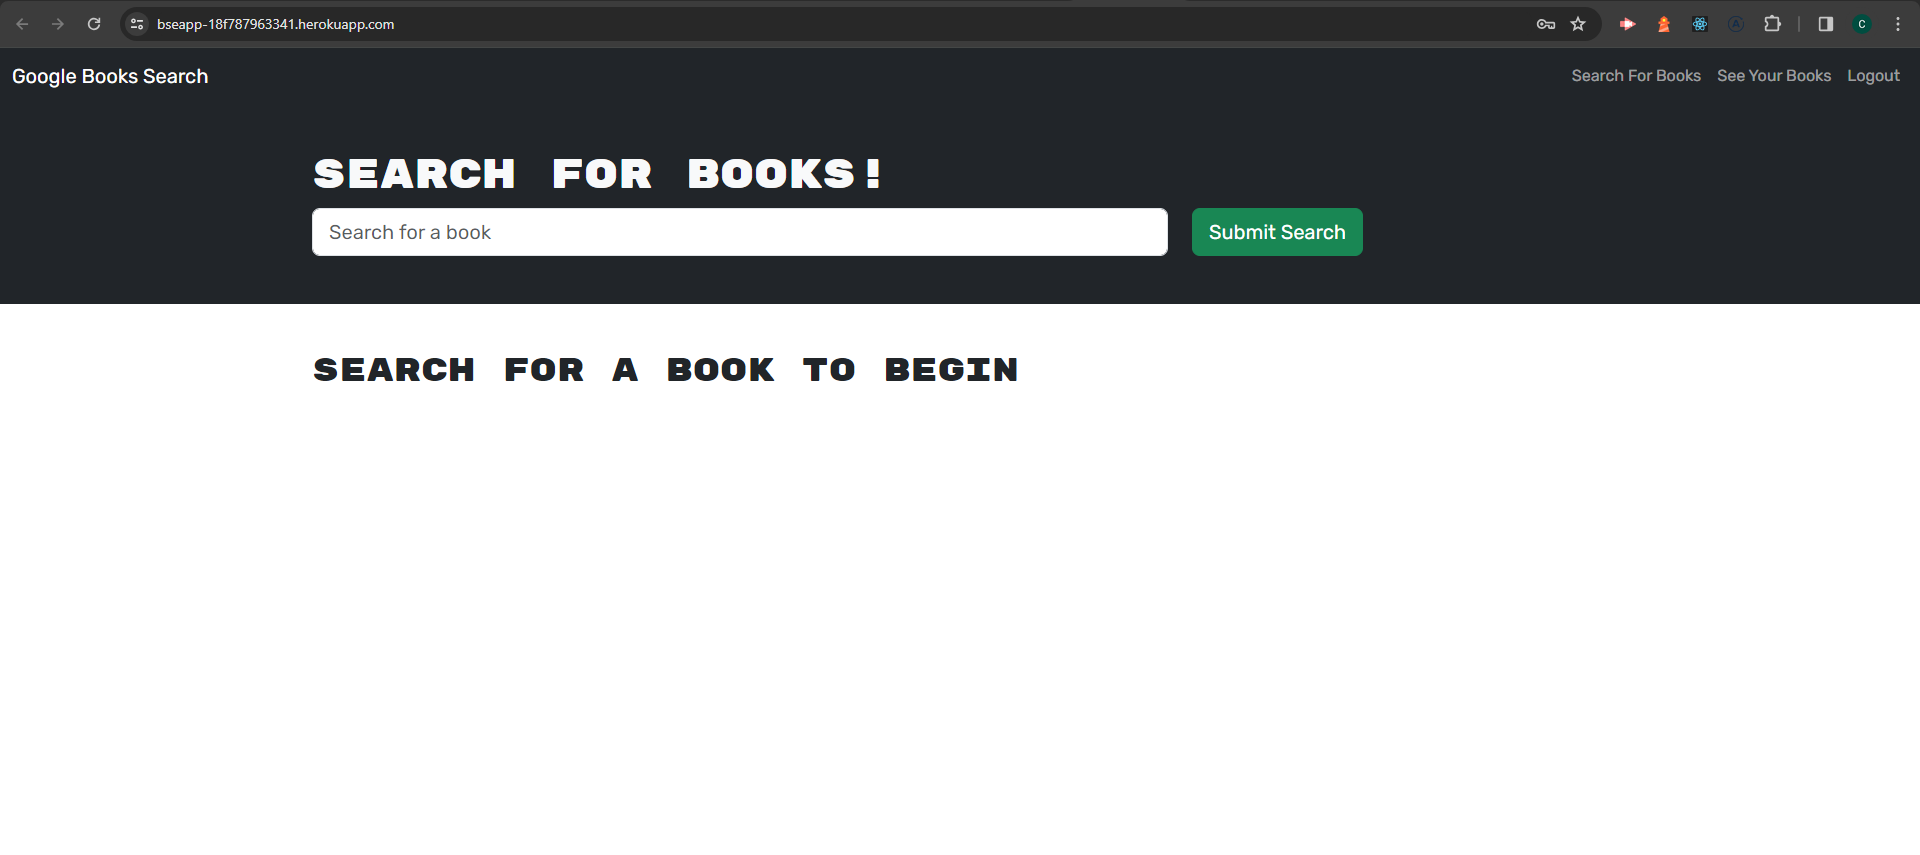 bseapp-18f787963341.herokuapp.com
C
Google Books Search
Search For Books
See Your Books
Logout
SEARCH FOR BOOKS!
Search for a book
Submit Search
SEARCH FOR A BOOK TO BEGIN